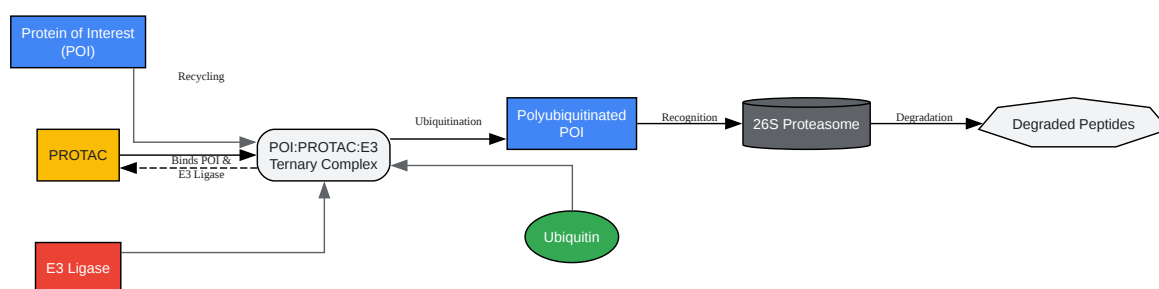 Protein of Interest
(POI)
Recycling
PROTAC
Binds POI &
E3 Ligase
POI:PROTAC:E3
Ternary Complex
E3 Ligase
Ubiquitination
Polyubiquitinated
POI
Ubiquitin
Recognition
26S Proteasome
Degradation
Degraded Peptides